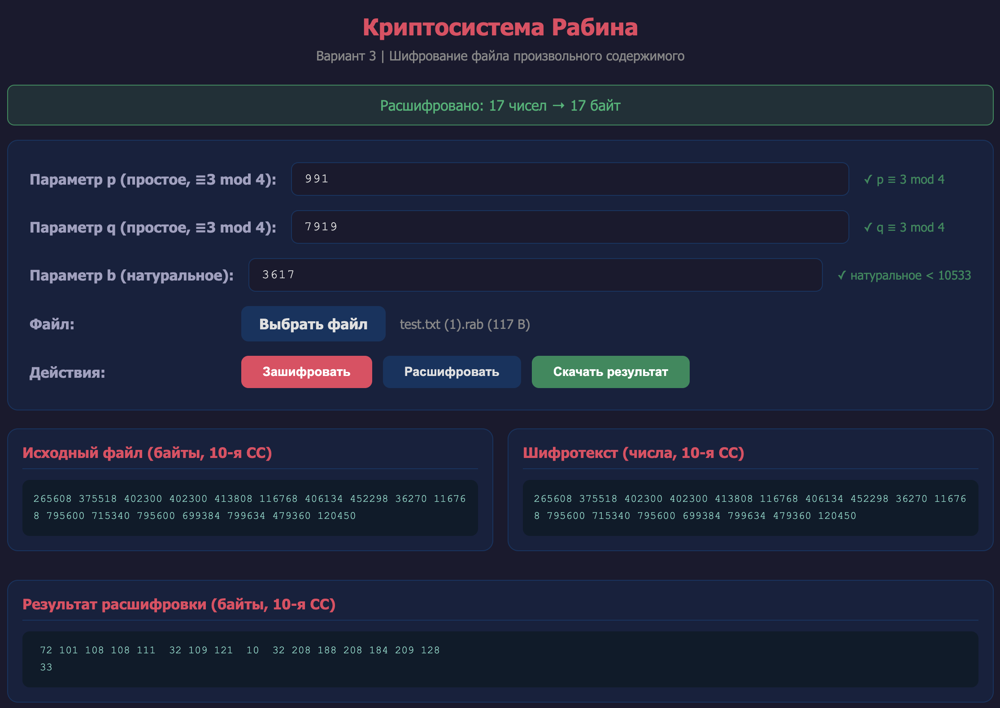 Криптосистема Рабина
Вариант 3 | Шифрование файла произвольного содержимого
Расшифровано: 17 чисел → 17 байт
Параметр p (простое, ≡3 mod 4): 991 ✓ p ≡ 3 mod 4
Параметр q (простое, ≡3 mod 4): 7919 ✓ q ≡ 3 mod 4
Параметр b (натуральное): 3617 ✓ натуральное < 10533
Файл: Выбрать файл test.txt (1).rab (117 B)
Действия: Зашифровать Расшифровать Скачать результат
Исходный файл (байты, 10-я СС)
265608 375518 402300 402300 413808 116768 406134 452298 36270 11676
8 795600 715340 795600 699384 799634 479360 120450
Шифротекст (числа, 10-я СС)
265608 375518 402300 402300 413808 116768 406134 452298 36270 11676
8 795600 715340 795600 699384 799634 479360 120450
Результат расшифровки (байты, 10-я СС)
72 101 108 108 111 32 109 121 10 32 208 188 208 184 209 128
33